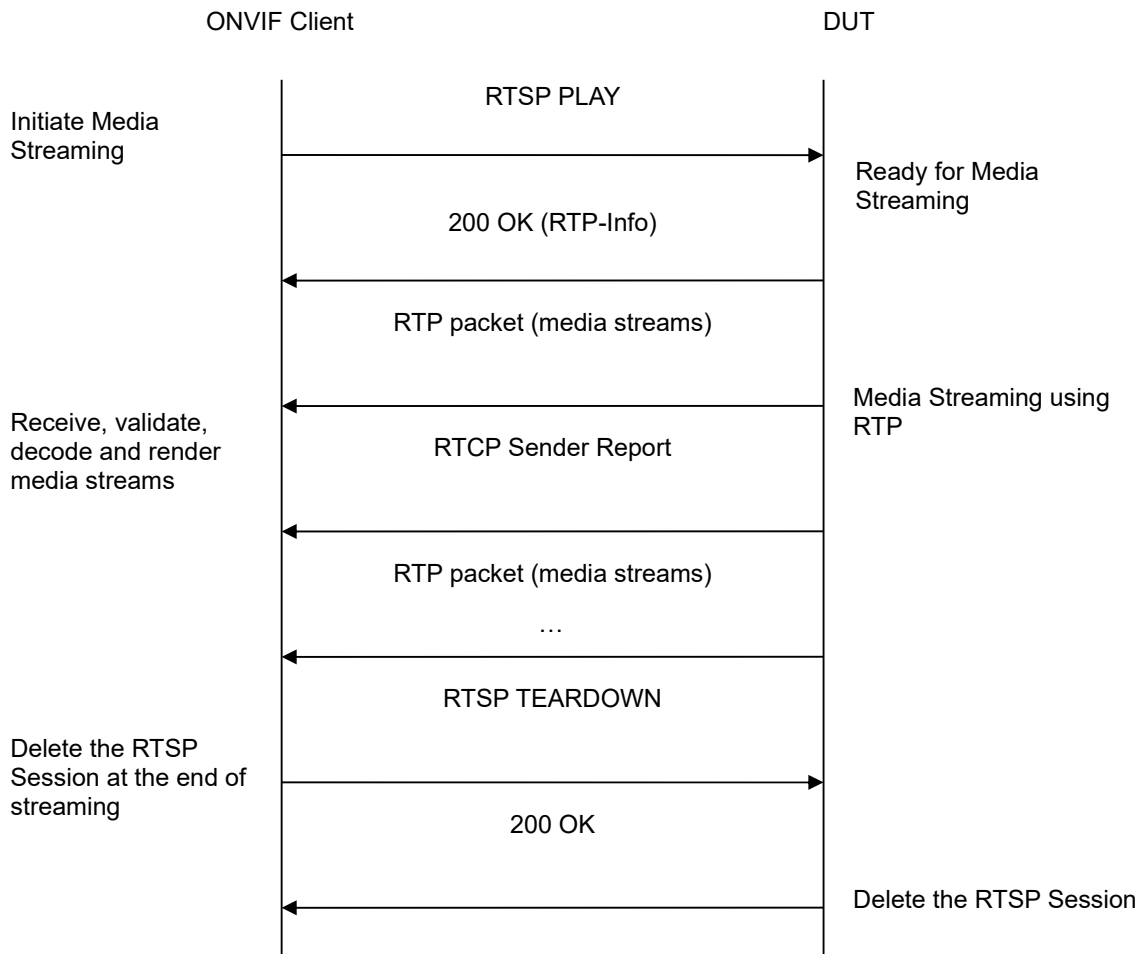 ONVIF Client
DUT
RTSP PLAY
Initiate Media
Streaming
Ready for Media
Streaming
200 OK (RTP-Info)
RTP packet (media streams)
Media Streaming using
RTP
Receive, validate,
decode and render
media streams
RTCP Sender Report
RTP packet (media streams)
…
RTSP TEARDOWN
Delete the RTSP
Session at the end of
streaming
200 OK
Delete the RTSP Session